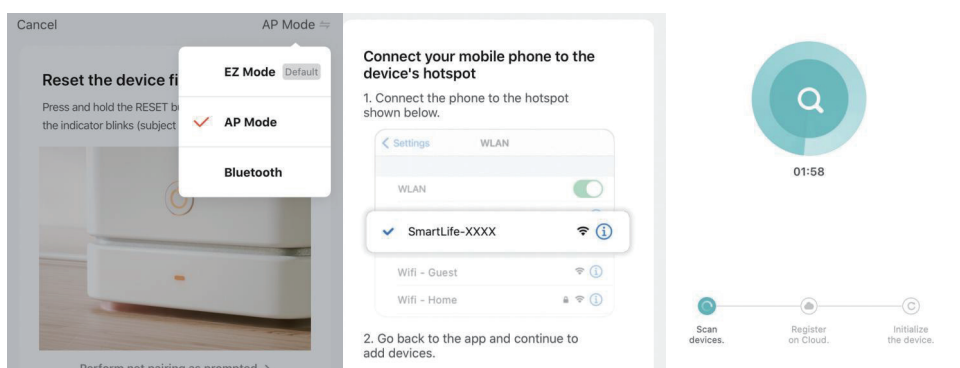 Cancel
AP Mode
Reset the device fi
Press and hold the RESET bu
the indicator blinks (subject
EZ Mode Default
AP Mode
Bluetooth
Connect your mobile phone to the
device's hotspot
1. Connect the phone to the hotspot
shown below.
Settings WLAN
WLAN
SmartLife-XXXX
Wifi - Guest
Wifi - Home
2. Go back to the app and continue to
add devices.
01:58
Scan
devices.
Register
on Cloud.
Initialize
the device.